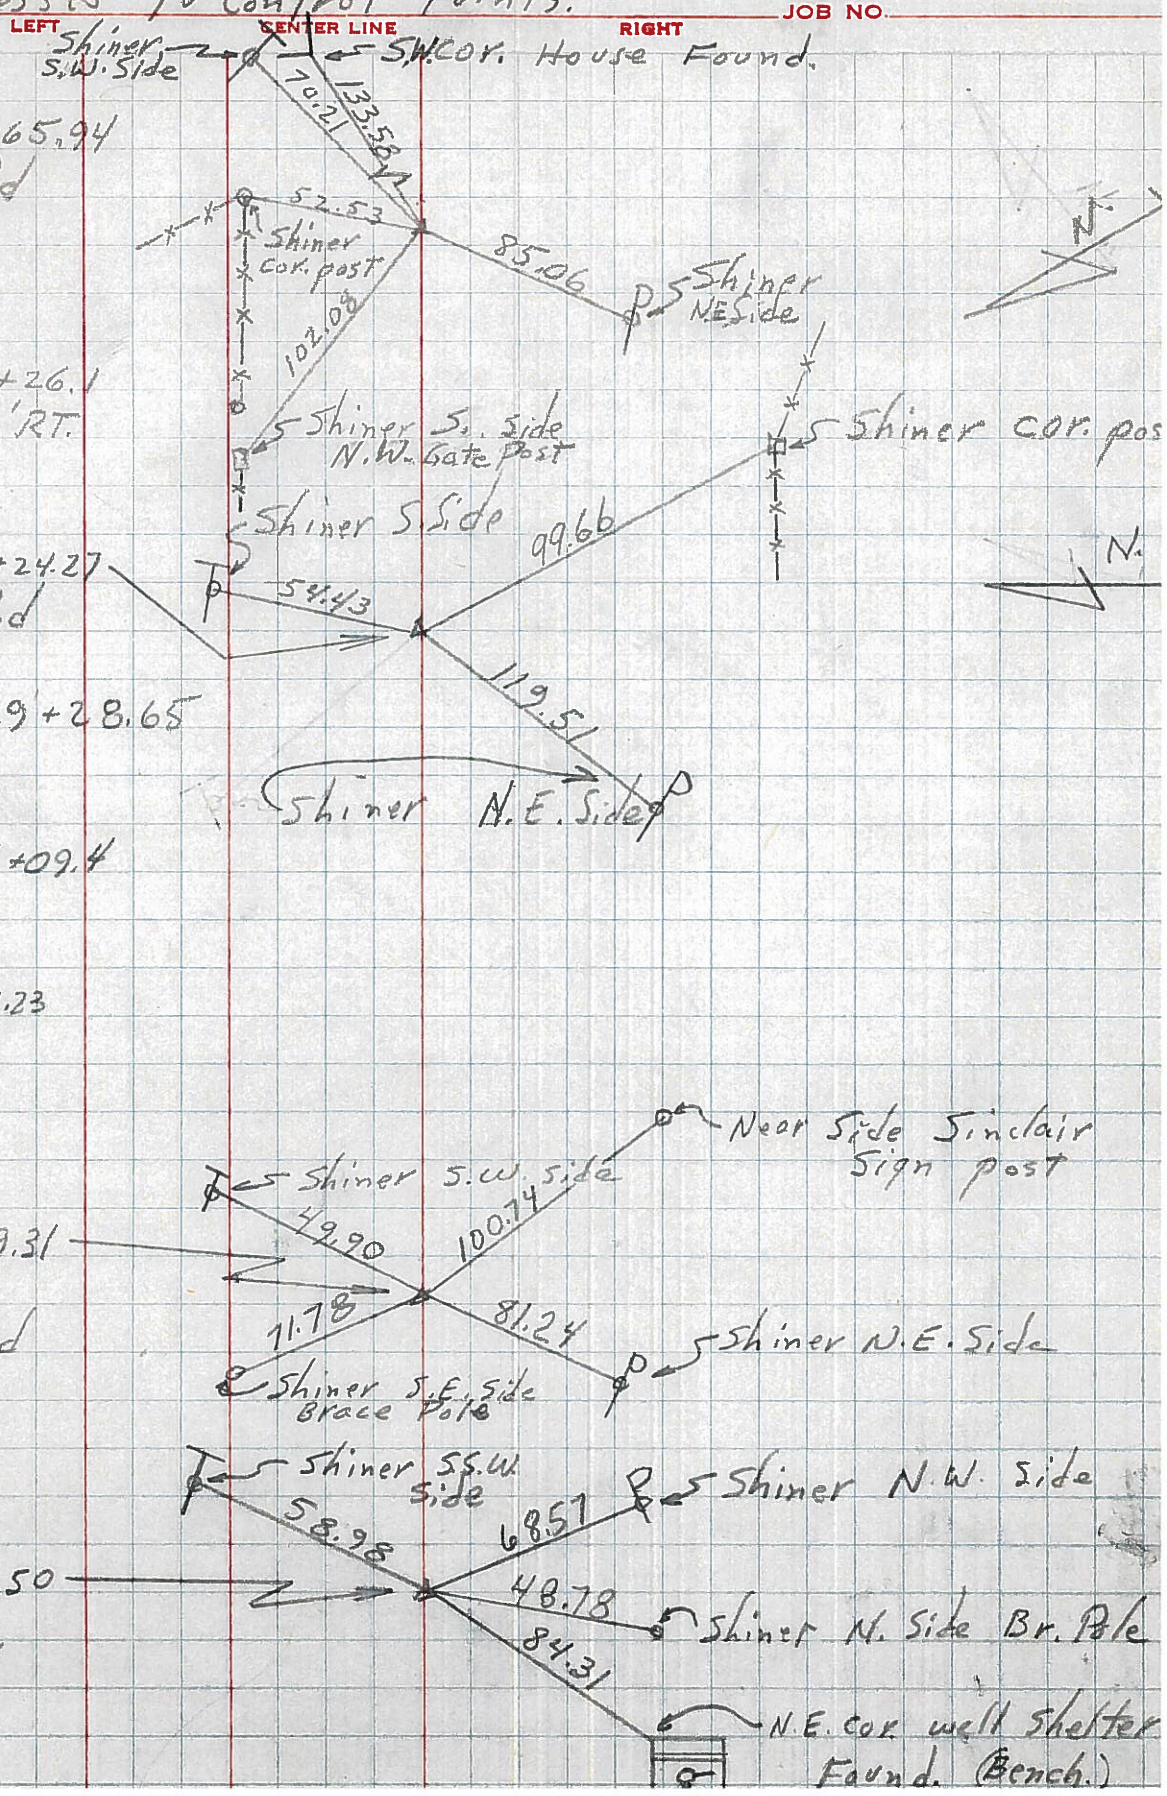 to Control Points.
LEFT CENTER LINE RIGHT JOB NO.
Shiner
S.W. Side
S.W. Cor. House Found.
70.21
133.58
65.94
d
52.53
Shiner
cor. post
85.06
Shiner
N.E Side
N.
102.08
+26.1
'RT.
Shiner S. Side
N.W. Gate Post
Shiner cor. pos
Shiner S. Side
99.66
N.
+24.27
d
54.43
119.51
9+28.65
Shiner N.E. Side
+09.4
.23
Near Side Sinclair
Sign post
Shiner S.W. side
49.90
100.74
9.31
71.78
81.24
d
Shiner N.E. Side
Shiner S.E. Side
Brace Pole
Shiner S.S.W.
Side
Shiner N.W. Side
58.98
68.57
50
48.78
Shiner N. Side Br. Pole
84.31
N.E. cor. well shelter
Found. (Bench.)